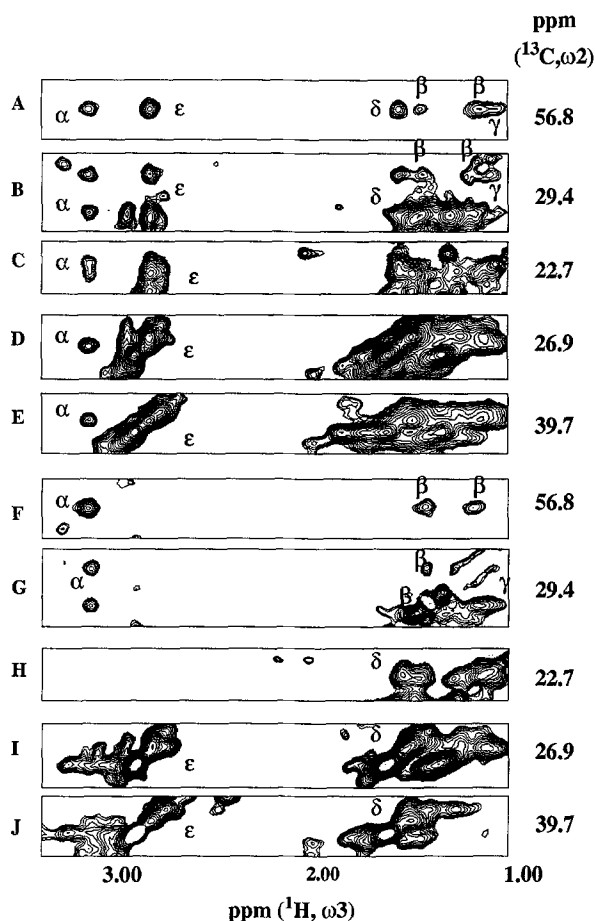 ppm
(¹³C,ω2)
β β
A α ε δ γ 56.8
β β
B α ε δ γ 29.4
C α ε 22.7
D α ε 26.9
E α ε 39.7
β β
F α 56.8
β
G α β γ 29.4
H δ 22.7
I ε δ 26.9
J ε δ 39.7
3.00 2.00 1.00
ppm (¹H, ω3)